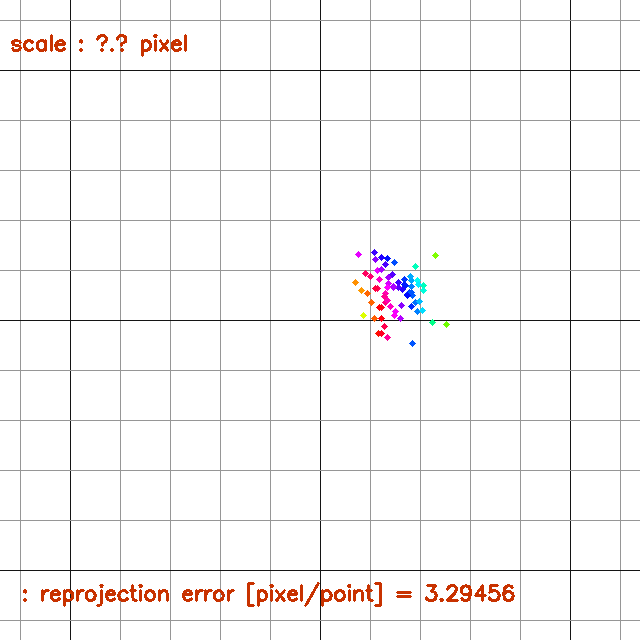 scale : ?.? pixel
: reprojection error [pixel/point] = 3.29456